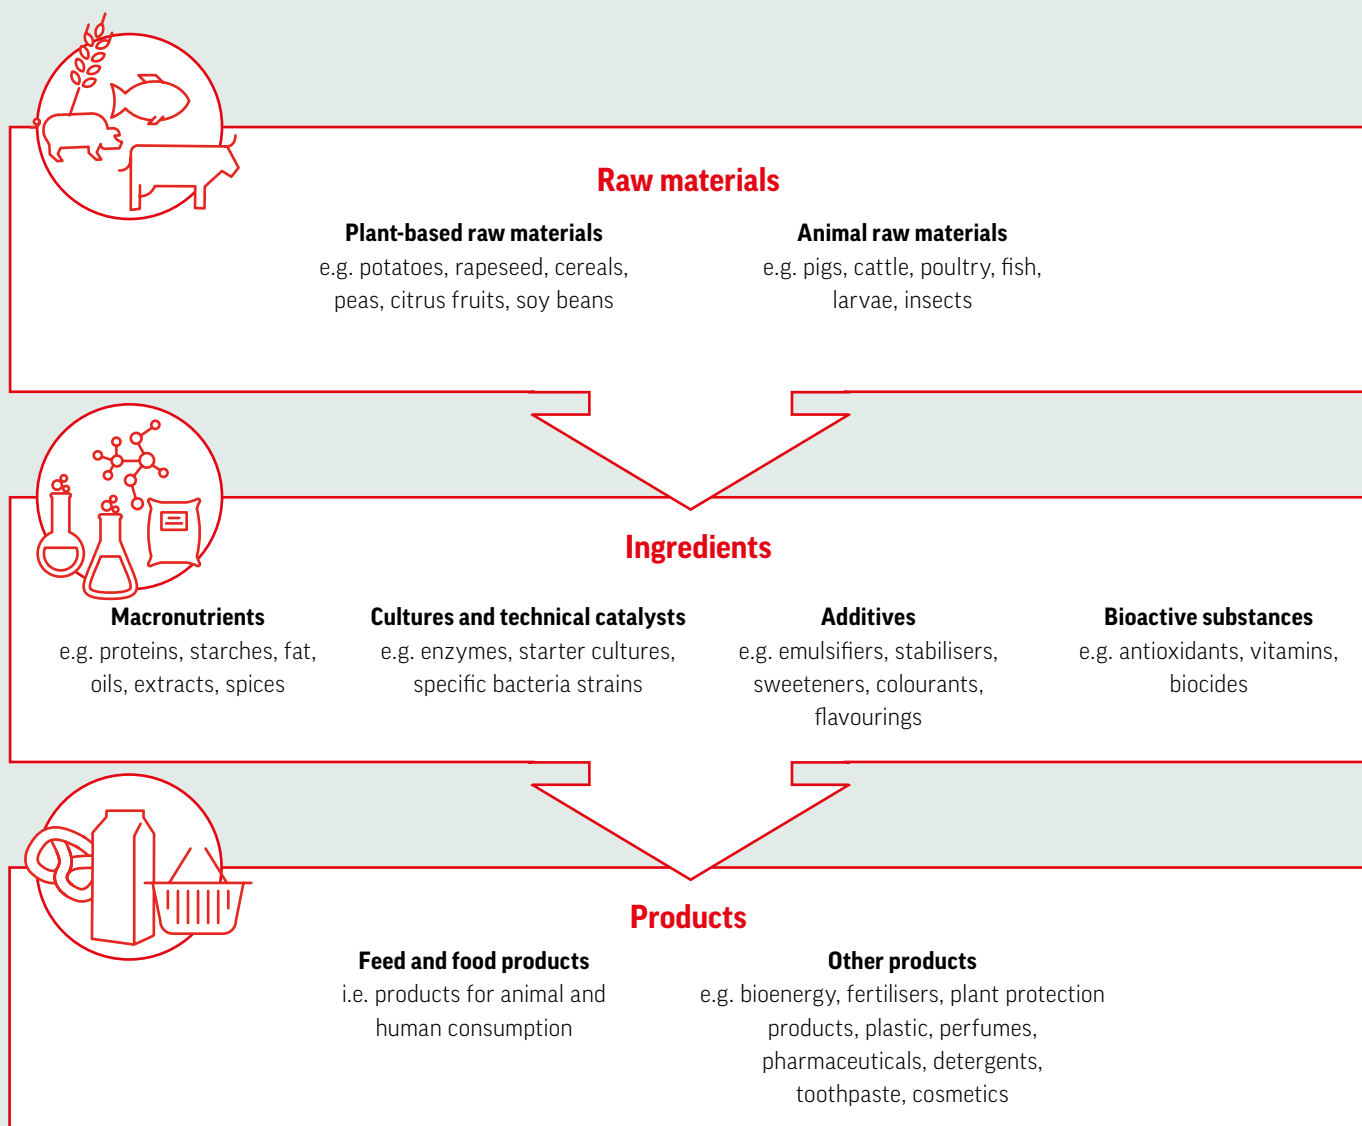 Raw materials
Plant-based raw materials
e.g. potatoes, rapeseed, cereals,
peas, citrus fruits, soy beans
Animal raw materials
e.g. pigs, cattle, poultry, fish,
larvae, insects
Ingredients
Macronutrients
e.g. proteins, starches, fat,
oils, extracts, spices
Cultures and technical catalysts
e.g. enzymes, starter cultures,
specific bacteria strains
Additives
e.g. emulsifiers, stabilisers,
sweeteners, colourants,
flavourings
Bioactive substances
e.g. antioxidants, vitamins,
biocides
Products
Feed and food products
i.e. products for animal and
human consumption
Other products
e.g. bioenergy, fertilisers, plant protection
products, plastic, perfumes,
pharmaceuticals, detergents,
toothpaste, cosmetics